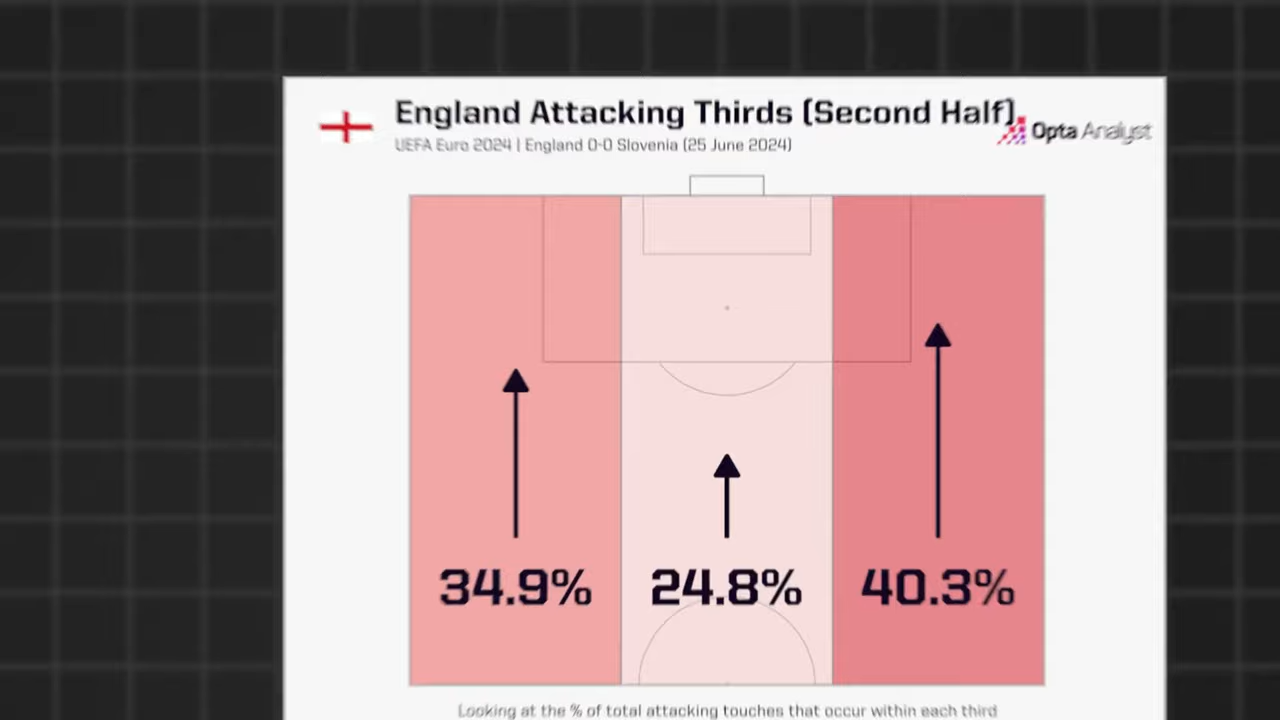 England Attacking Thirds (Second Half)
Opta Analyst
UEFA Euro 2024 | England 0-0 Slovenia (25 June 2024)
34.9%
24.8%
40.3%
Looking at the % of total attacking touches that occur within each third